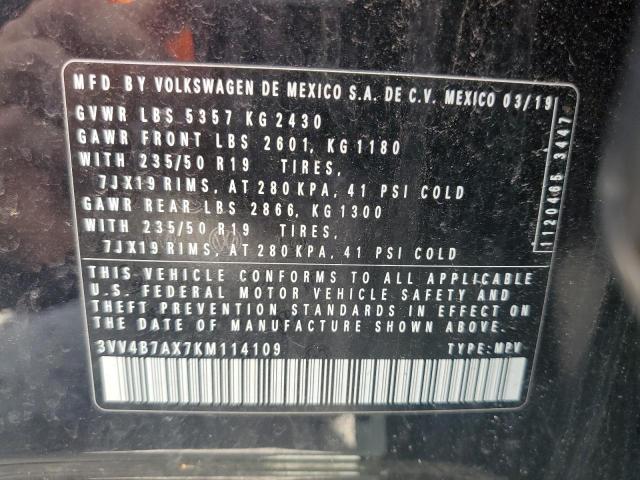 MFD. BY VOLKSWAGEN DE MEXICO S.A. DE C.V. MEXICO 03/19
GVWR LBS 5357 KG 2430
GAWR FRONT LBS 2601, KG 1180
WITH 235/50 R19 TIRES,
7JX19 RIMS, AT 280 KPA, 41 PSI COLD
GAWR REAR LBS 2866, KG 1300
WITH 235/50 R19 TIRES,
7JX19 RIMS, AT 280 KPA, 41 PSI COLD
THIS VEHICLE CONFORMS TO ALL APPLICABLE
U.S. FEDERAL MOTOR VEHICLE SAFETY AND
THEFT PREVENTION STANDARDS IN EFFECT ON
THE DATE OF MANUFACTURE SHOWN ABOVE.
3VV4B7AX7KM114109 TYPE: MPV
1120465 3447